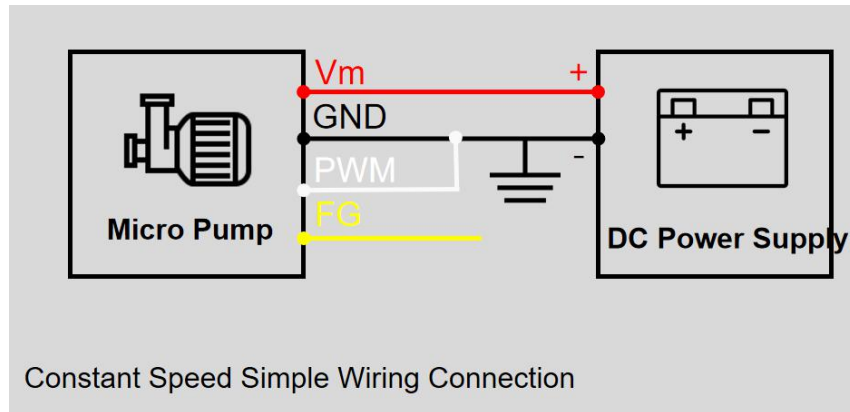 Vm
+
GND
-
PWM
FG
+ -
Micro Pump
DC Power Supply
Constant Speed Simple Wiring Connection